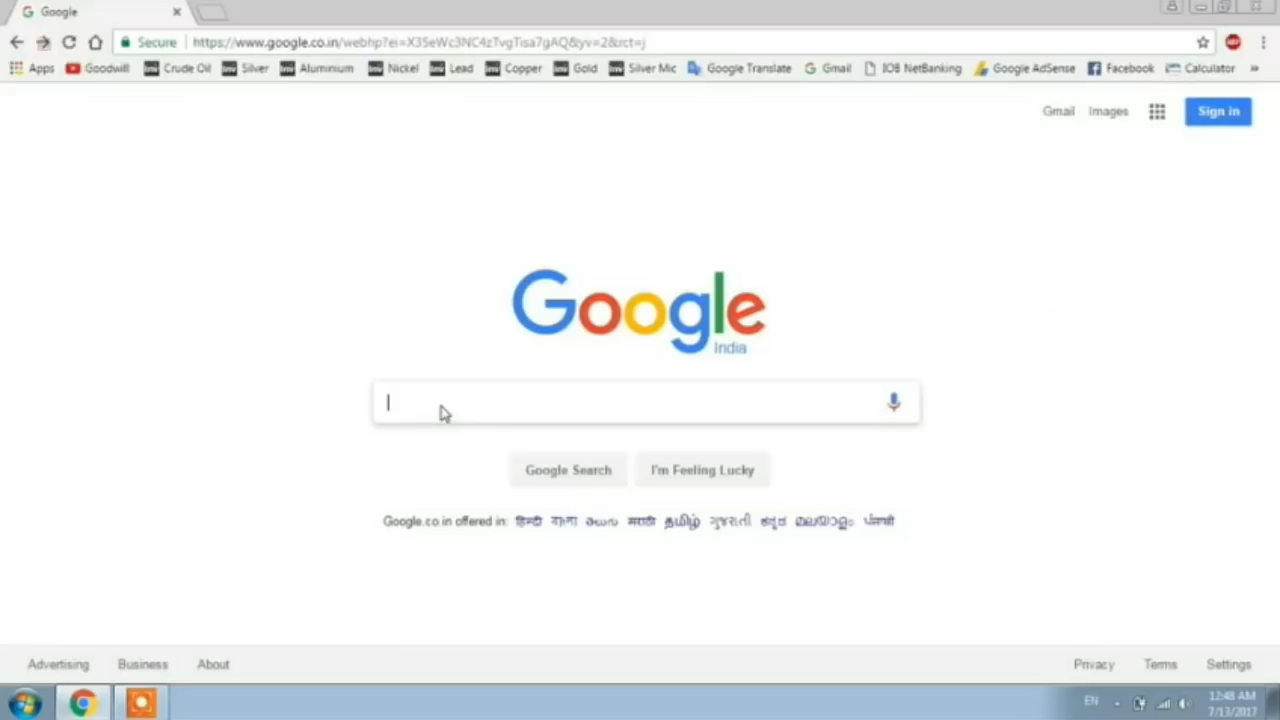 Google
Secure https://www.google.co.in/webhp?ei=X35eWc3NC4zTvgTisa7gAQ&yv=2&rct=j
Apps Goodwill Crude Oil Silver Aluminium Nickel Lead Copper Gold Silver Mic Google Translate Gmail IOB NetBanking Google AdSense Facebook Calculator »
Gmail Images Sign in
Google
India
Google Search I'm Feeling Lucky
Google.co.in offered in: हिन्दी বাংলা తెలుగు मराठी தமிழ் ગુજરાતી ಕನ್ನಡ മലയാളം ਪੰਜਾਬੀ
Advertising Business About Privacy Terms Settings
EN 12:48 AM
7/13/2017